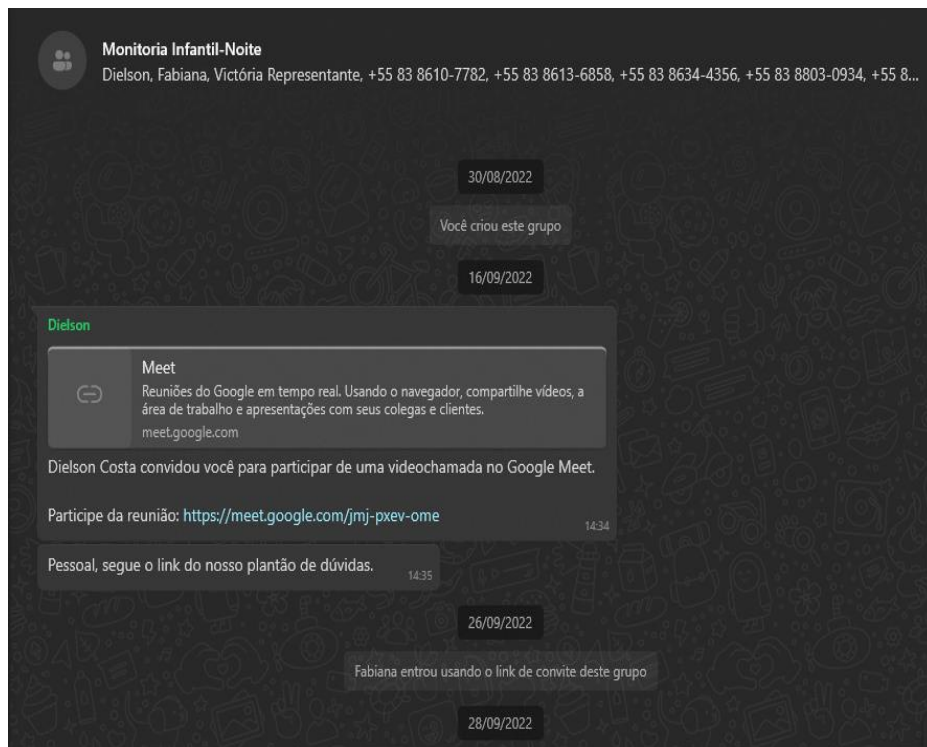 Monitoria Infantil-Noite
Dielson, Fabiana, Victória Representante, +55 83 8610-7782, +55 83 8613-6858, +55 83 8634-4356, +55 83 8803-0934, +55 8...
30/08/2022
Você criou este grupo
16/09/2022
Dielson
Meet
Reuniões do Google em tempo real. Usando o navegador, compartilhe vídeos, a
área de trabalho e apresentações com seus colegas e clientes.
meet.google.com
Dielson Costa convidou você para participar de uma videochamada no Google Meet.
Participe da reunião: https://meet.google.com/jmj-pxev-ome
14:34
Pessoal, segue o link do nosso plantão de dúvidas.
14:35
26/09/2022
Fabiana entrou usando o link de convite deste grupo
28/09/2022